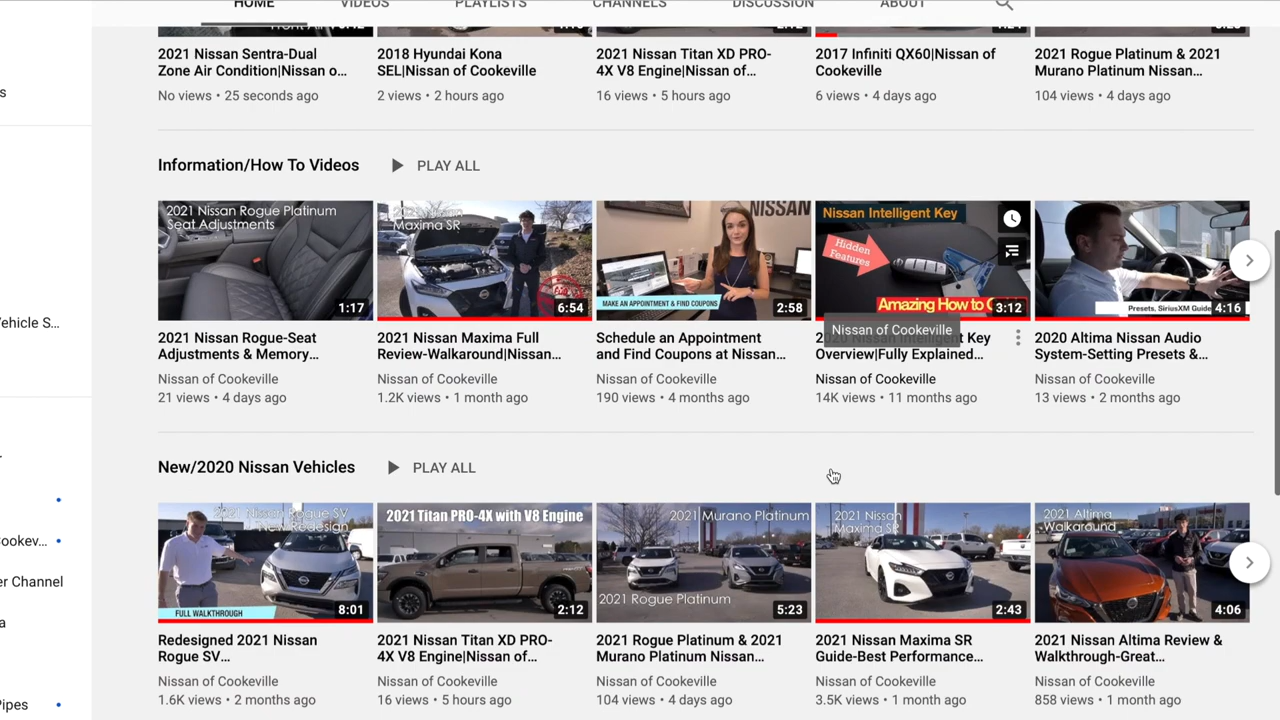 HOME VIDEOS PLAYLISTS CHANNELS DISCUSSION ABOUT
2021 Nissan Sentra-Dual
Zone Air Condition|Nissan o...
No views • 25 seconds ago
2018 Hyundai Kona
SEL|Nissan of Cookeville
2 views • 2 hours ago
2021 Nissan Titan XD PRO-
4X V8 Engine|Nissan of...
16 views • 5 hours ago
2017 Infiniti QX60|Nissan of
Cookeville
6 views • 4 days ago
2021 Rogue Platinum & 2021
Murano Platinum Nissan...
104 views • 4 days ago
s
ehicle S...
ookev...
er Channel
a
Pipes
Information/How To Videos
PLAY ALL
2021 Nissan Rogue Platinum
Seat Adjustments
1:17
2021 Nissan Rogue-Seat
Adjustments & Memory...
Nissan of Cookeville
21 views • 4 days ago
Maxima SR
6:54
2021 Nissan Maxima Full
Review-Walkaround|Nissan...
Nissan of Cookeville
1.2K views • 1 month ago
NISSAN
MAKE AN APPOINTMENT & FIND COUPONS
2:58
Schedule an Appointment
and Find Coupons at Nissan...
Nissan of Cookeville
190 views • 4 months ago
Nissan Intelligent Key
Hidden
Features
Amazing How to
3:12
Nissan of Cookeville
2020 Nissan Intelligent Key
Overview|Fully Explained...
Nissan of Cookeville
14K views • 11 months ago
Presets, SiriusXM Guide
4:16
2020 Altima Nissan Audio
System-Setting Presets &...
Nissan of Cookeville
13 views • 2 months ago
New/2020 Nissan Vehicles
PLAY ALL
2021 Nissan Rogue SV
New Redesign
FULL WALKTHROUGH
8:01
Redesigned 2021 Nissan
Rogue SV...
Nissan of Cookeville
1.6K views • 2 months ago
2021 Titan PRO-4X with V8 Engine
2:12
2021 Nissan Titan XD PRO-
4X V8 Engine|Nissan of...
Nissan of Cookeville
16 views • 5 hours ago
2021 Murano Platinum
2021 Rogue Platinum
5:23
2021 Rogue Platinum & 2021
Murano Platinum Nissan...
Nissan of Cookeville
104 views • 4 days ago
2021 Nissan
Maxima SR
2:43
2021 Nissan Maxima SR
Guide-Best Performance...
Nissan of Cookeville
3.5K views • 1 month ago
2021 Altima
Walkaround
4:06
2021 Nissan Altima Review &
Walkthrough-Great...
Nissan of Cookeville
858 views • 1 month ago